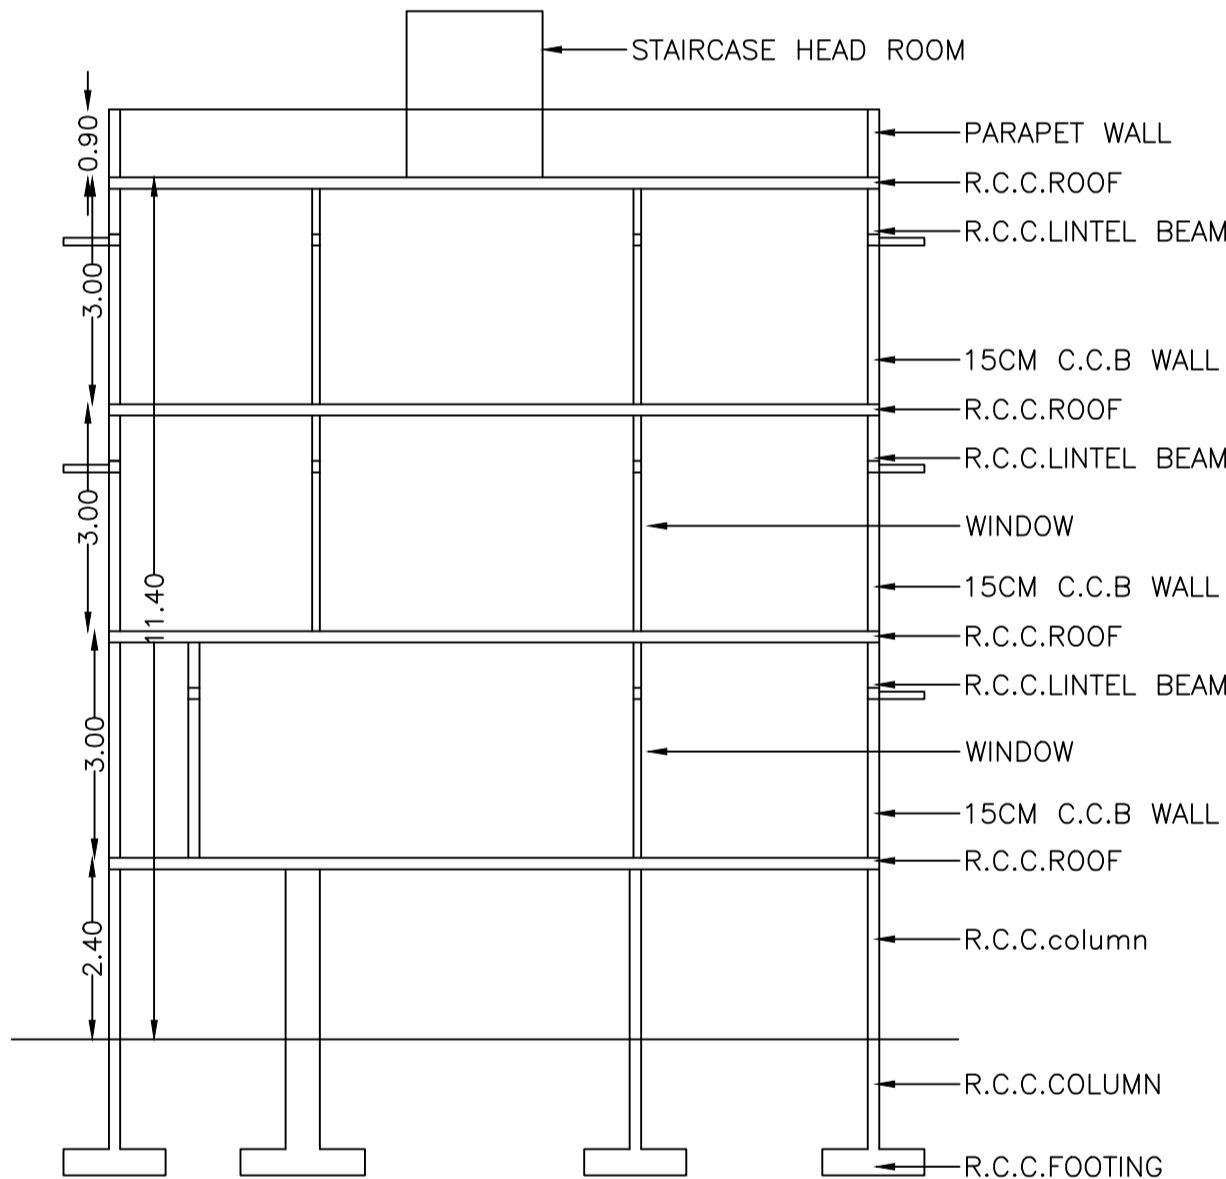 STAIRCASE HEAD ROOM
0.90
PARAPET WALL
R.C.C.ROOF
R.C.C.LINTEL BEAM
3.00
15CM C.C.B WALL
R.C.C.ROOF
R.C.C.LINTEL BEAM
3.00
WINDOW
15CM C.C.B WALL
11.40
R.C.C.ROOF
R.C.C.LINTEL BEAM
3.00
WINDOW
15CM C.C.B WALL
R.C.C.ROOF
2.40
R.C.C.column
R.C.C.COLUMN
R.C.C.FOOTING